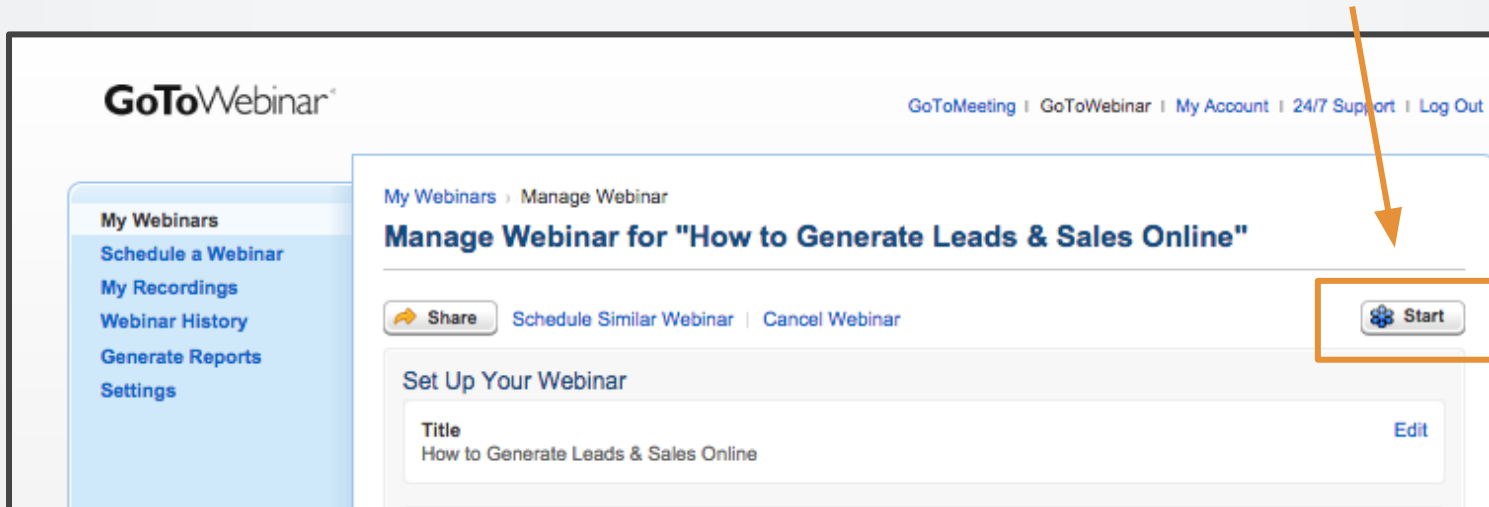 GoToWebinar
GoToMeeting | GoToWebinar | My Account | 24/7 Support | Log Out
My Webinars
Schedule a Webinar
My Recordings
Webinar History
Generate Reports
Settings
My Webinars › Manage Webinar
Manage Webinar for "How to Generate Leads & Sales Online"
Share Schedule Similar Webinar | Cancel Webinar Start
Set Up Your Webinar
Title Edit
How to Generate Leads & Sales Online